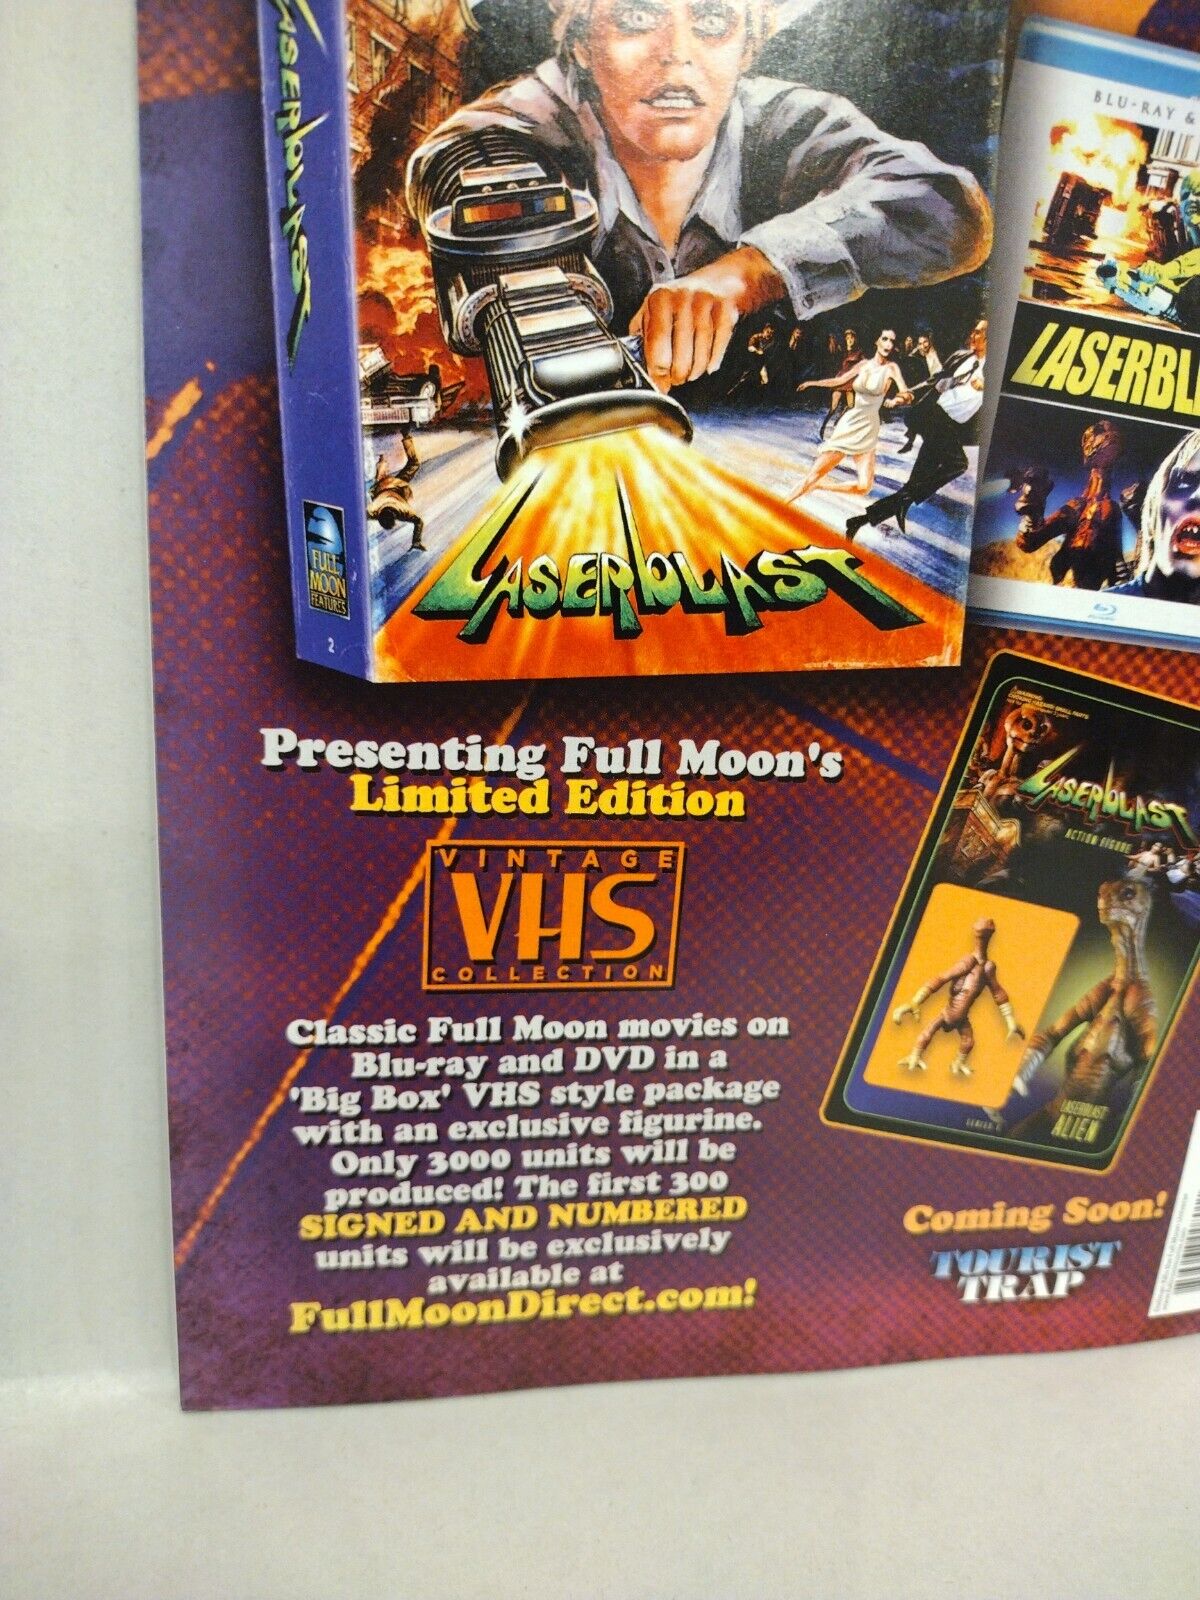 LASERBLAST
FULL
MOON
FEATURES
2
LASERBLAST
BLU-RAY &
LASERBL
Presenting Full Moon's
Limited Edition
VINTAGE
VHS
COLLECTION
Classic Full Moon movies on
Blu-ray and DVD in a
'Big Box' VHS style package
with an exclusive figurine.
Only 3000 units will be
produced! The first 300
SIGNED AND NUMBERED
units will be exclusively
available at
FullMoonDirect.com!
WARNING:
LASERBLAST
ACTION FIGURE
LASERBLAST
ALIEN
Coming Soon!
TOURIST
TRAP